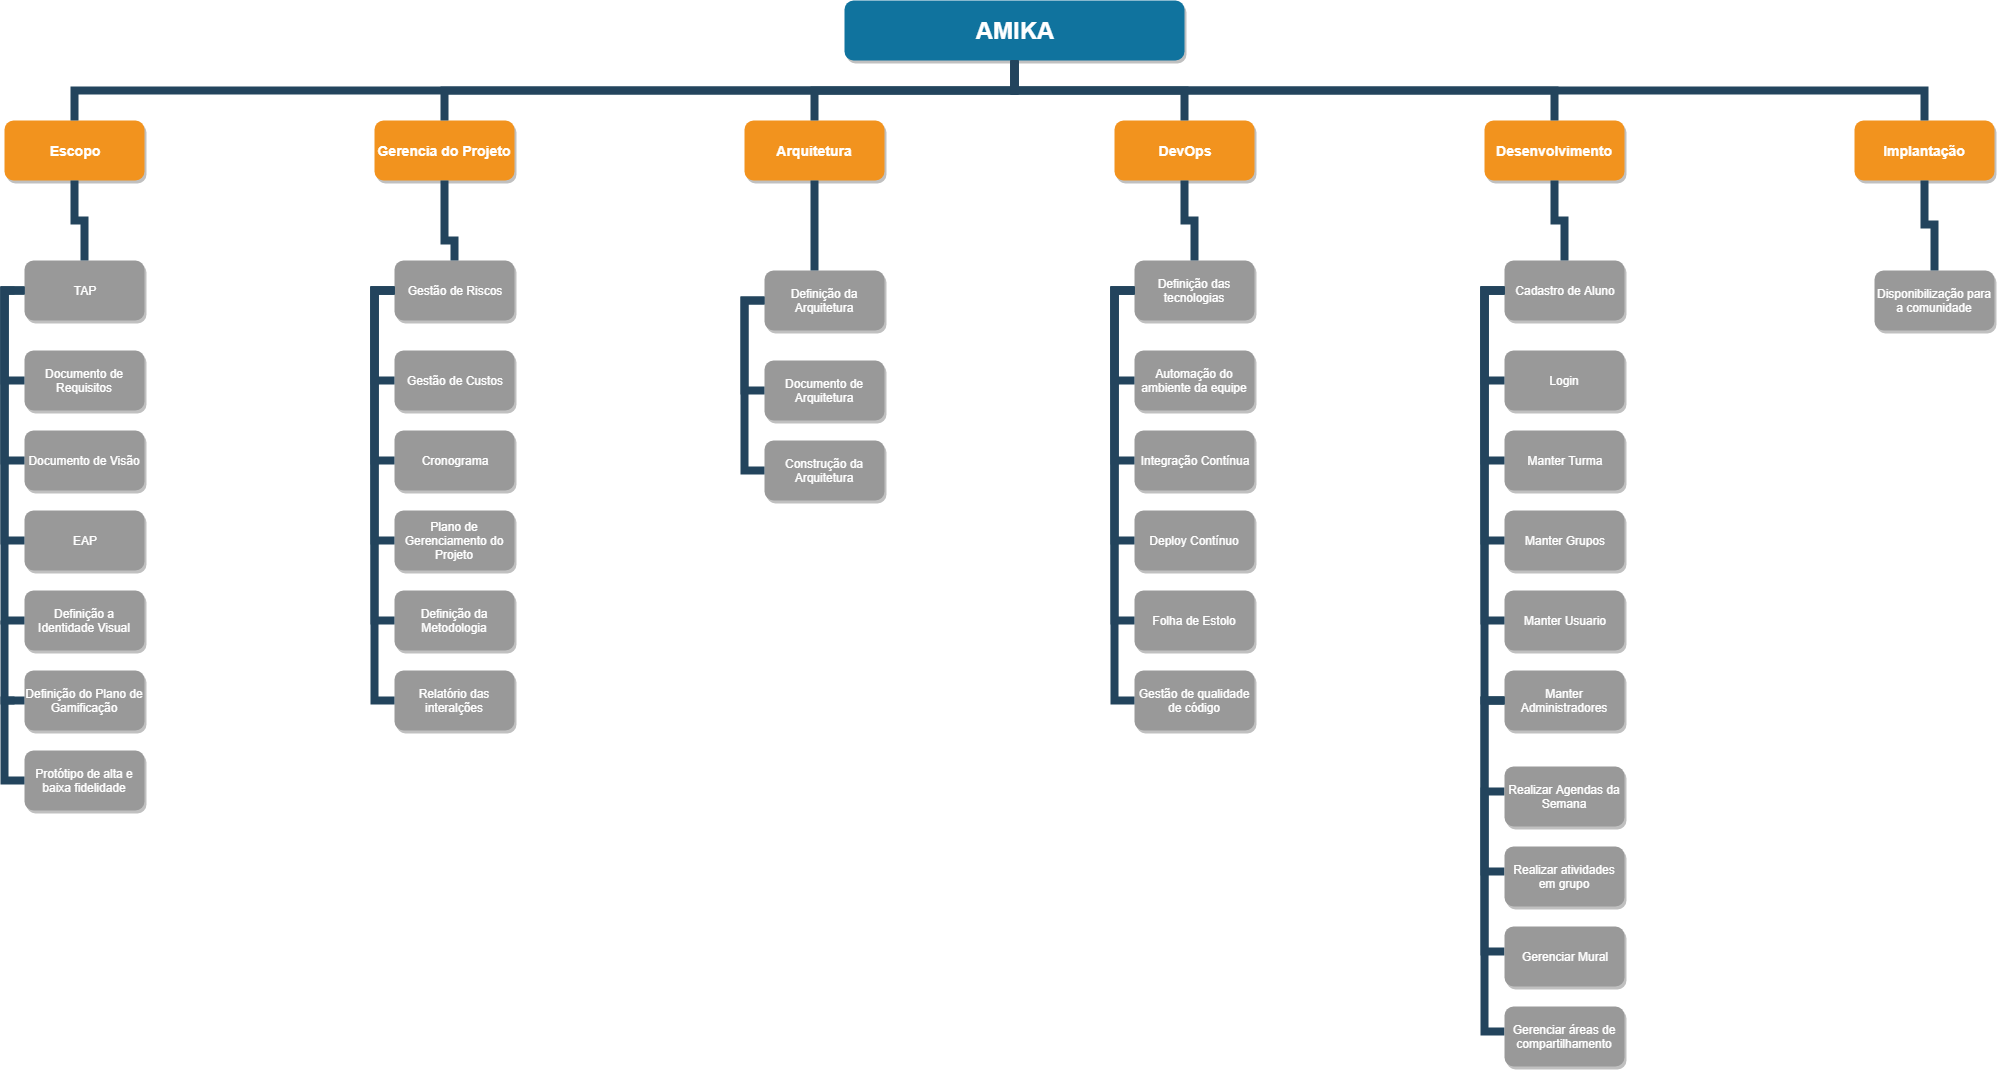 AMIKA
Escopo
Gerencia do Projeto
Arquitetura
DevOps
Desenvolvimento
Implantação
TAP
Documento de
Requisitos
Documento de Visão
EAP
Definição a
Identidade Visual
Definição do Plano de
Gamificação
Protótipo de alta e
baixa fidelidade
Gestão de Riscos
Gestão de Custos
Cronograma
Plano de
Gerenciamento do
Projeto
Definição da
Metodologia
Relatório das
interalções
Definição da
Arquitetura
Documento de
Arquitetura
Construção da
Arquitetura
Definição das
tecnologias
Automação do
ambiente da equipe
Integração Contínua
Deploy Contínuo
Folha de Estolo
Gestão de qualidade
de código
Cadastro de Aluno
Login
Manter Turma
Manter Grupos
Manter Usuario
Manter
Administradores
Realizar Agendas da
Semana
Realizar atividades
em grupo
Gerenciar Mural
Gerenciar áreas de
compartilhamento
Disponibilização para
a comunidade